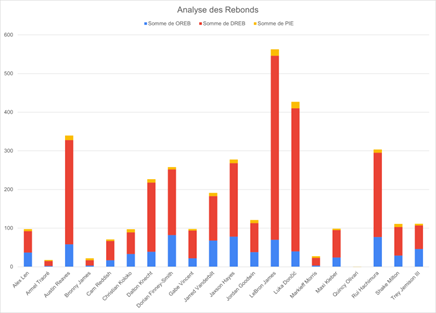 Analyse des Rebonds
Somme de OREB Somme de DREB Somme de PIE
600
500
400
300
200
100
0
Alex Len
Armel Traoré
Austin Reaves
Bronny James
Cam Reddish
Christian Koloko
Dalton Knecht
Dorian Finney-Smith
Gabe Vincent
Jarred Vanderbilt
Jaxson Hayes
Jordan Goodwin
LeBron James
Luka Dončić
Markieff Morris
Maxi Kleber
Quincy Olivari
Rui Hachimura
Shake Milton
Trey Jemison III